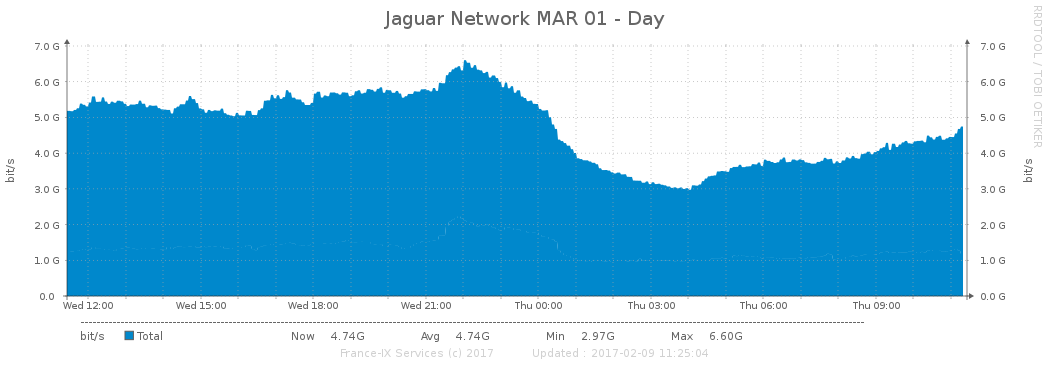 Jaguar Network MAR 01 - Day
RRDTOOL / TOBI OETIKER
bit/s
7.0 G
6.0 G
5.0 G
4.0 G
3.0 G
2.0 G
1.0 G
0.0
7.0 G
6.0 G
5.0 G
4.0 G
3.0 G
2.0 G
1.0 G
0.0 G
bit/s
Wed 12:00 Wed 15:00 Wed 18:00 Wed 21:00 Thu 00:00 Thu 03:00 Thu 06:00 Thu 09:00
bit/s Total Now 4.74G Avg 4.74G Min 2.97G Max 6.60G
France-IX Services (c) 2017 Updated : 2017-02-09 11:25:04